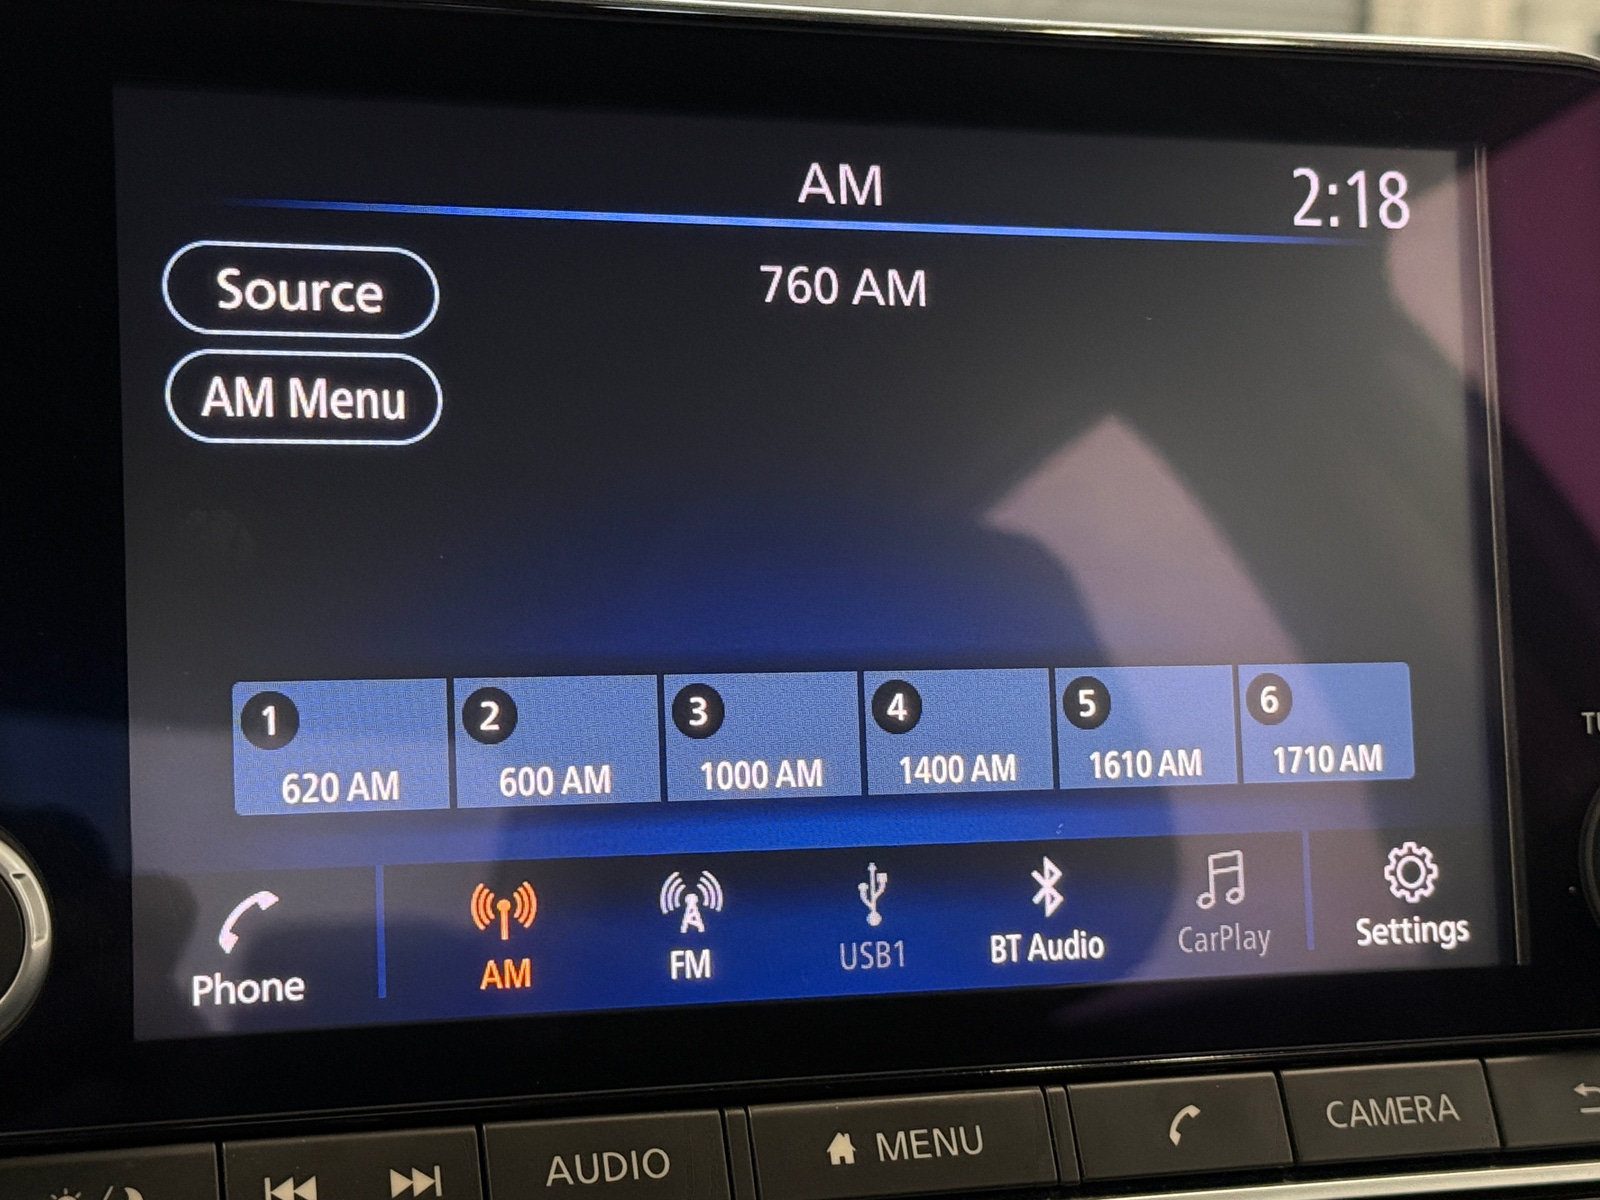 AM
2:18
Source
760 AM
AM Menu
1
2
3
4
5
6
620 AM
600 AM
1000 AM
1400 AM
1610 AM
1710 AM
Phone
AM
FM
USB1
BT Audio
CarPlay
Settings
AUDIO
MENU
CAMERA